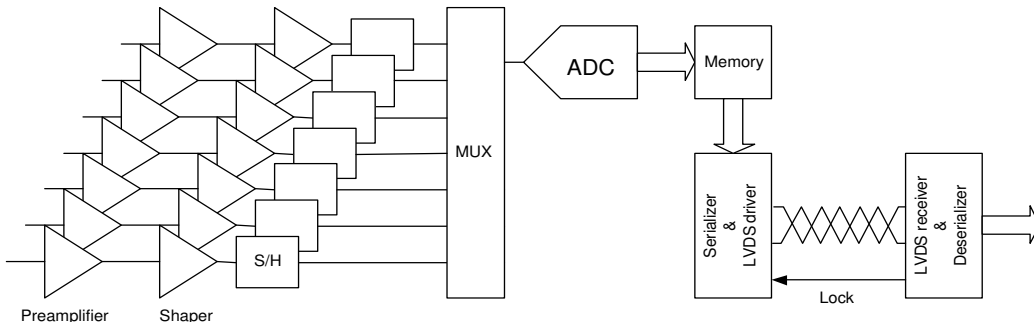 ADC
Memory
MUX
Serializer
&
LVDS driver
LVDS receiver
&
Deserializer
S/H
Lock
Preamplifier
Shaper